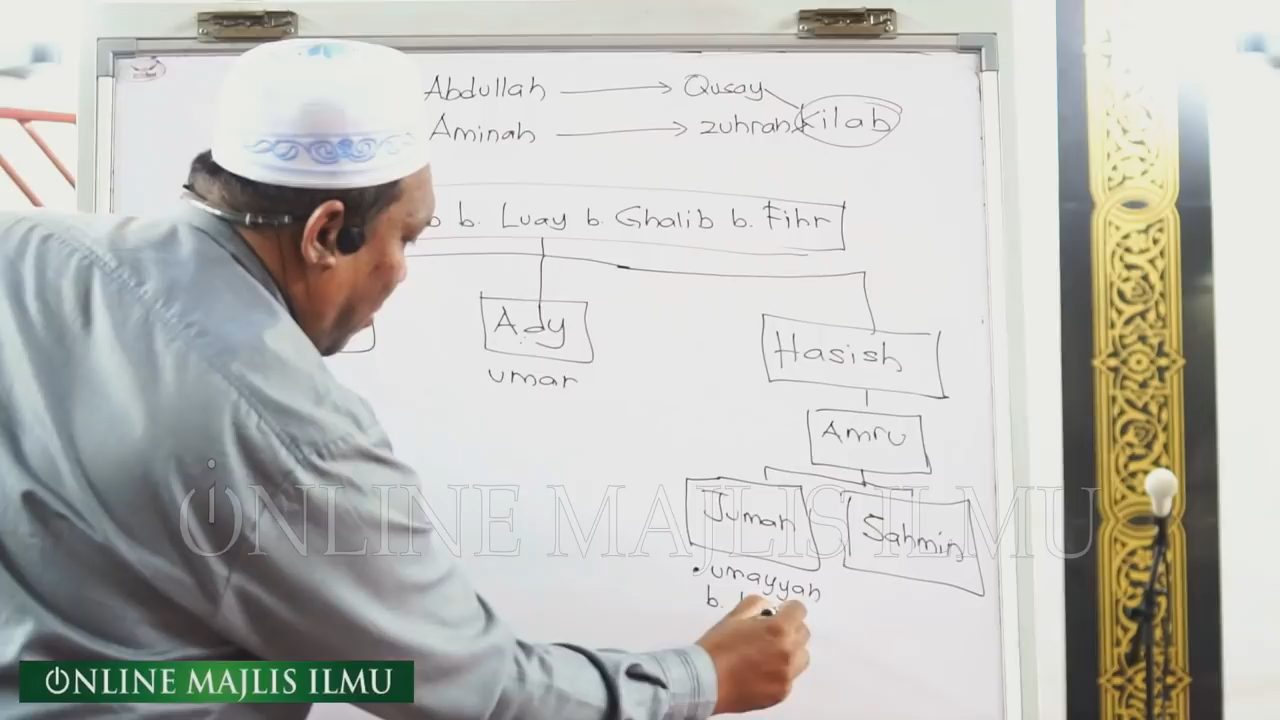 Abdullah → Qusay
Aminah → zuhrah Kilab
b. Luay b. Ghalib b. Fihr
Ady
umar
Hasish
Amru
Jumah
Sahmin
• umayyah
b.
ONLINE MAJLIS ILMU
ONLINE MAJLIS ILMU